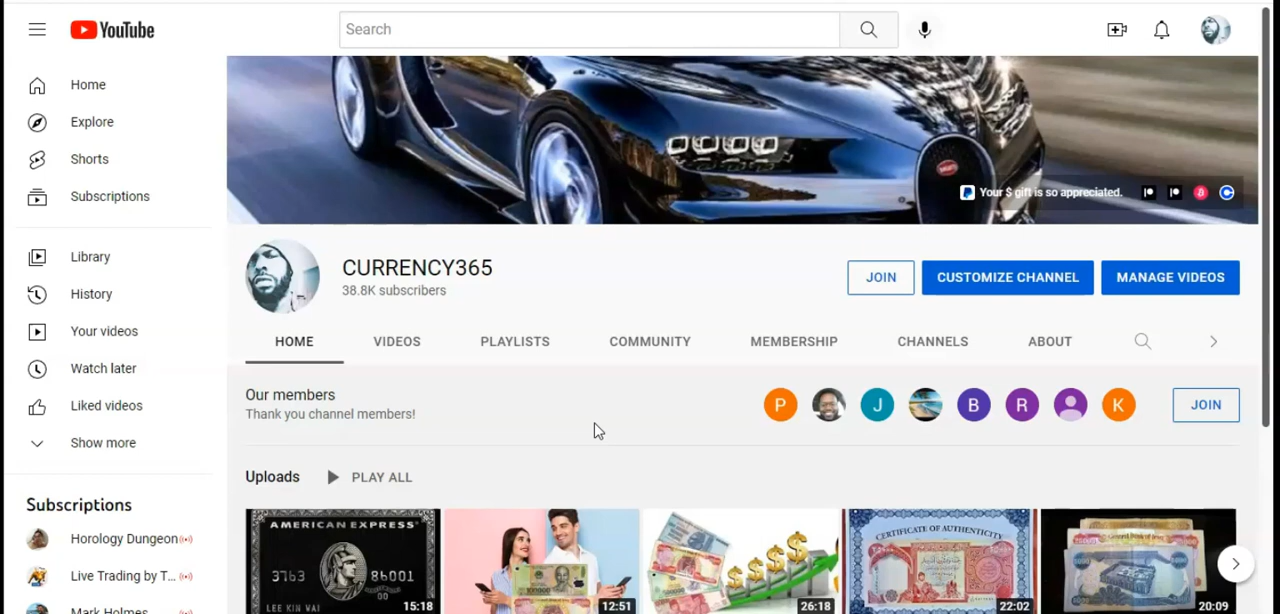 YouTube
Search
Home
Explore
Shorts
Subscriptions
Library
History
Your videos
Watch later
Liked videos
Show more
Subscriptions
Horology Dungeon
Live Trading by T...
Mark Holmes
Your $ gift is so appreciated.
CURRENCY365
38.8K subscribers
JOIN
CUSTOMIZE CHANNEL
MANAGE VIDEOS
HOME
VIDEOS
PLAYLISTS
COMMUNITY
MEMBERSHIP
CHANNELS
ABOUT
Our members
Thank you channel members!
P
J
B
R
K
JOIN
Uploads
PLAY ALL
AMERICAN EXPRESS
3763 86001
LEE KIN WAI
15:18
12:51
26:18
CERTIFICATE OF AUTHENTICITY
22:02
20:09